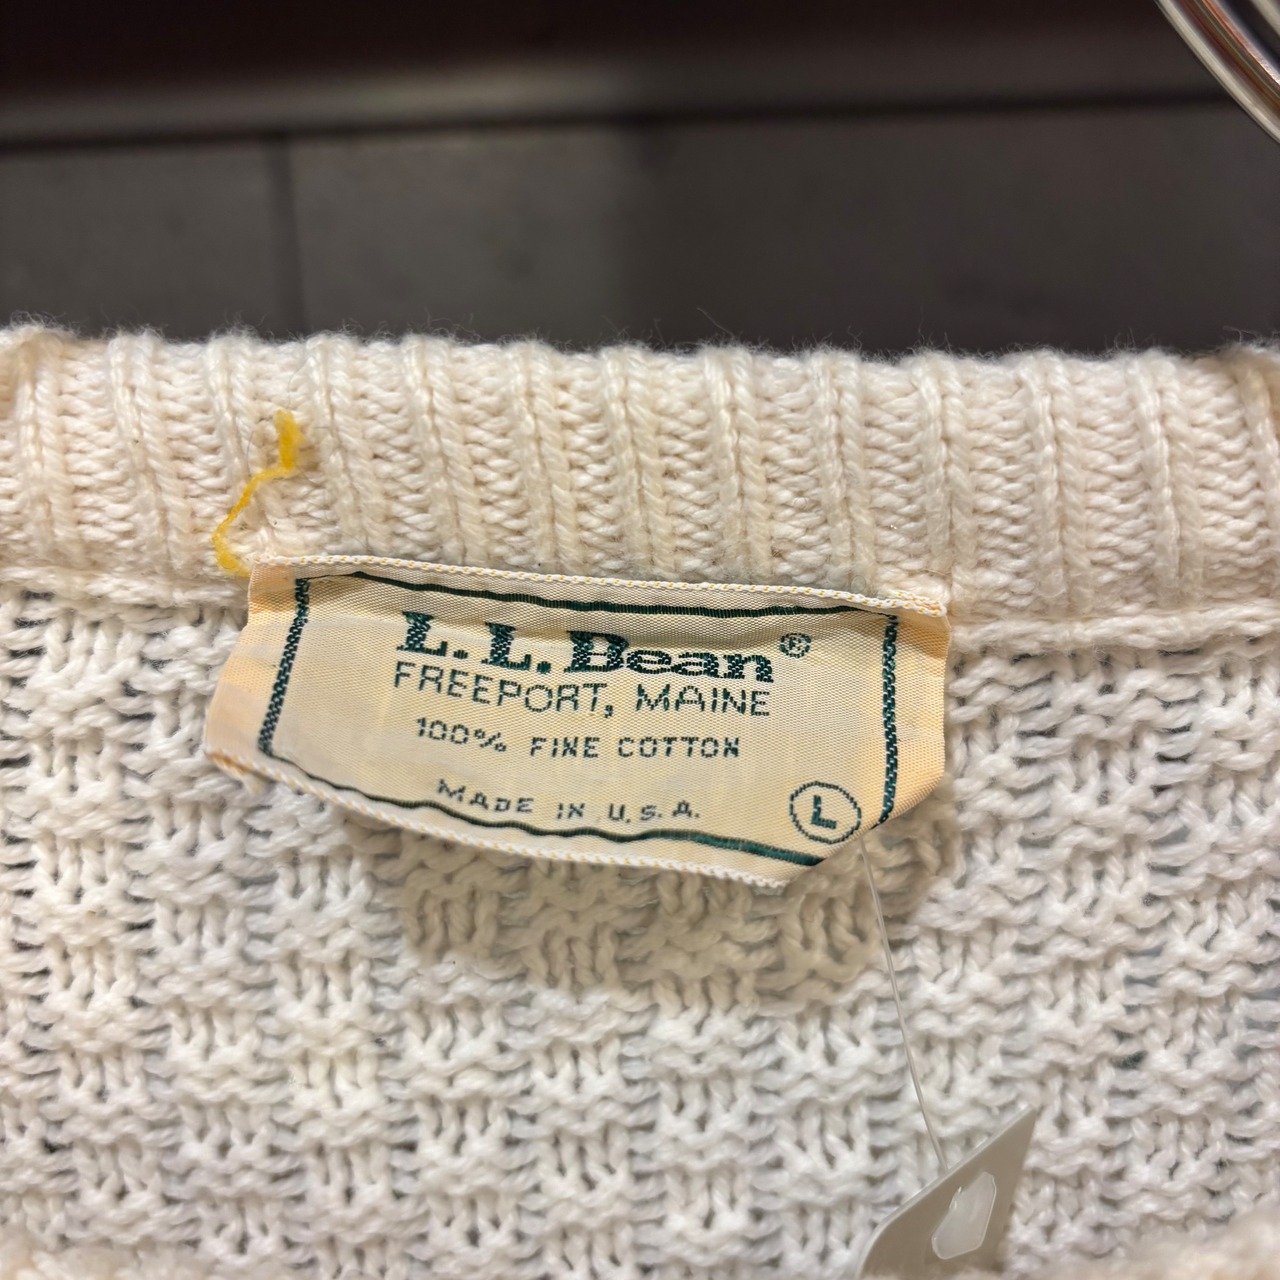 L.L.Bean®
FREEPORT, MAINE
100% FINE COTTON
MADE IN U.S.A.
L